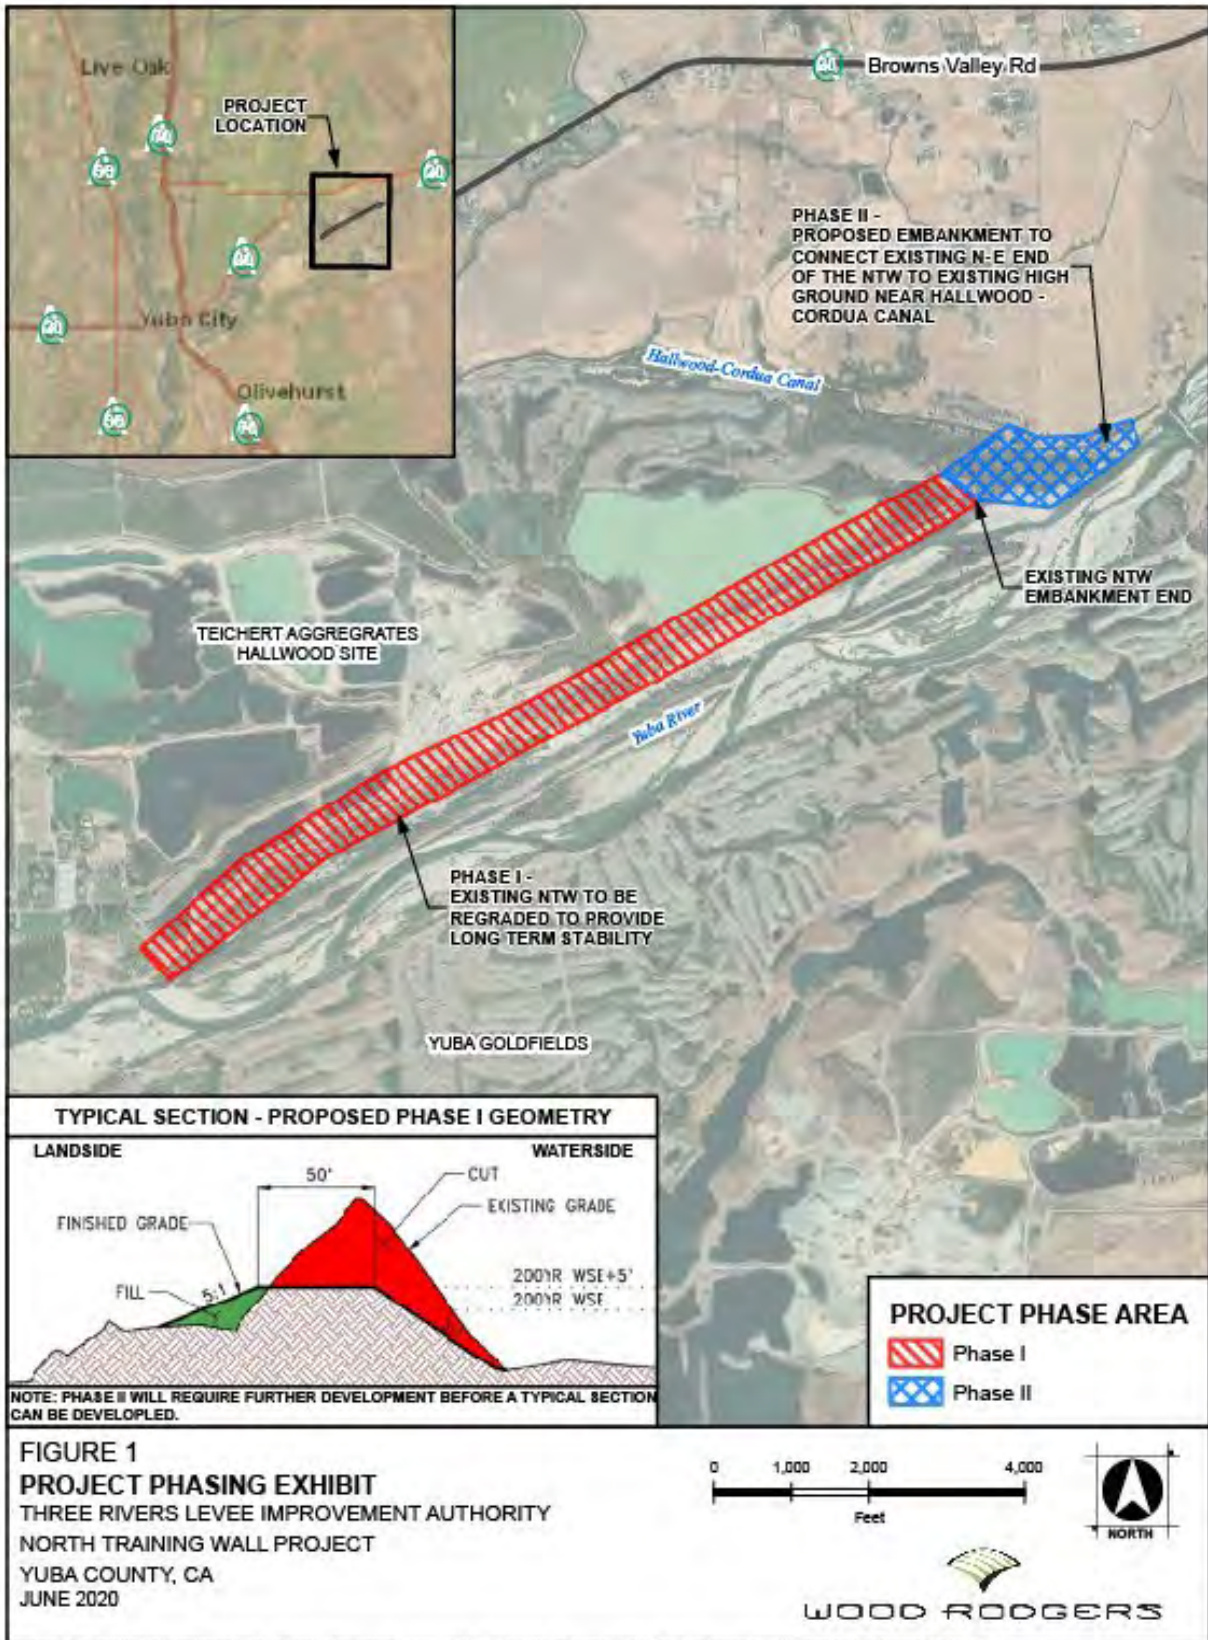 Live Oak
PROJECT
LOCATION
Yuba City
Olivehurst
Browns Valley Rd
PHASE II -
PROPOSED EMBANKMENT TO
CONNECT EXISTING N-E END
OF THE NTW TO EXISTING HIGH
GROUND NEAR HALLWOOD -
CORDUA CANAL
Hallwood-Cordua Canal
EXISTING NTW
EMBANKMENT END
TEICHERT AGGREGRATES
HALLWOOD SITE
Yuba River
PHASE I -
EXISTING NTW TO BE
REGRADED TO PROVIDE
LONG TERM STABILITY
YUBA GOLDFIELDS
TYPICAL SECTION - PROPOSED PHASE I GEOMETRY
LANDSIDE
WATERSIDE
50'
CUT
EXISTING GRADE
FINISHED GRADE
FILL
5:1
200YR WSE+5'
200YR WSE
NOTE: PHASE II WILL REQUIRE FURTHER DEVELOPMENT BEFORE A TYPICAL SECTION
CAN BE DEVELOPLED.
PROJECT PHASE AREA
Phase I
Phase II
FIGURE 1
PROJECT PHASING EXHIBIT
THREE RIVERS LEVEE IMPROVEMENT AUTHORITY
NORTH TRAINING WALL PROJECT
YUBA COUNTY, CA
JUNE 2020
0 1,000 2,000 4,000
Feet
NORTH
WOOD RODGERS